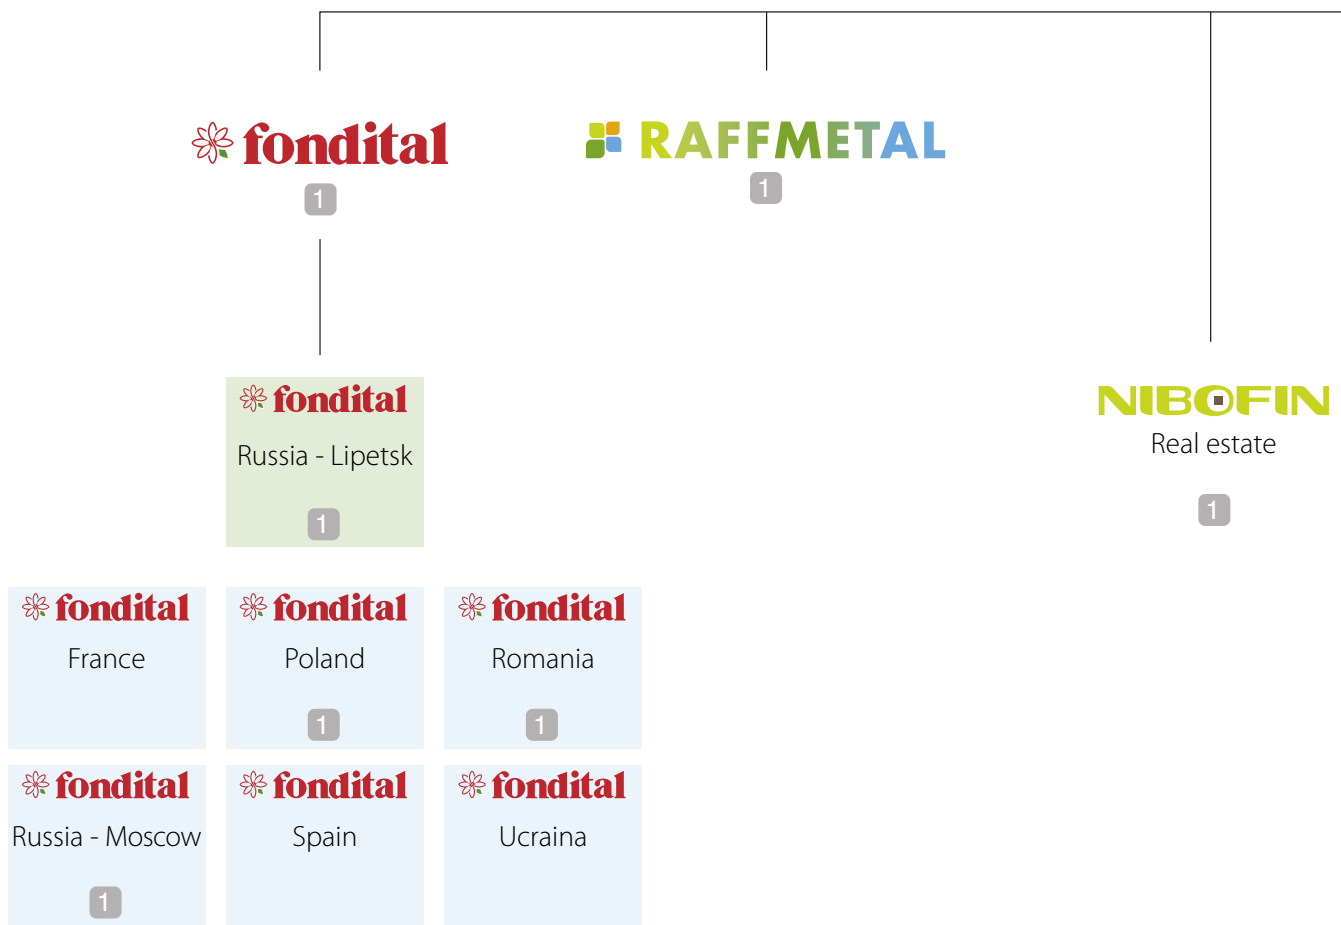 fondital
RAFFMETAL
1
1
fondital
Russia - Lipetsk
1
NIBOFIN
Real estate
1
fondital
France
fondital
Poland
1
fondital
Romania
1
fondital
Russia - Moscow
1
fondital
Spain
fondital
Ucraina